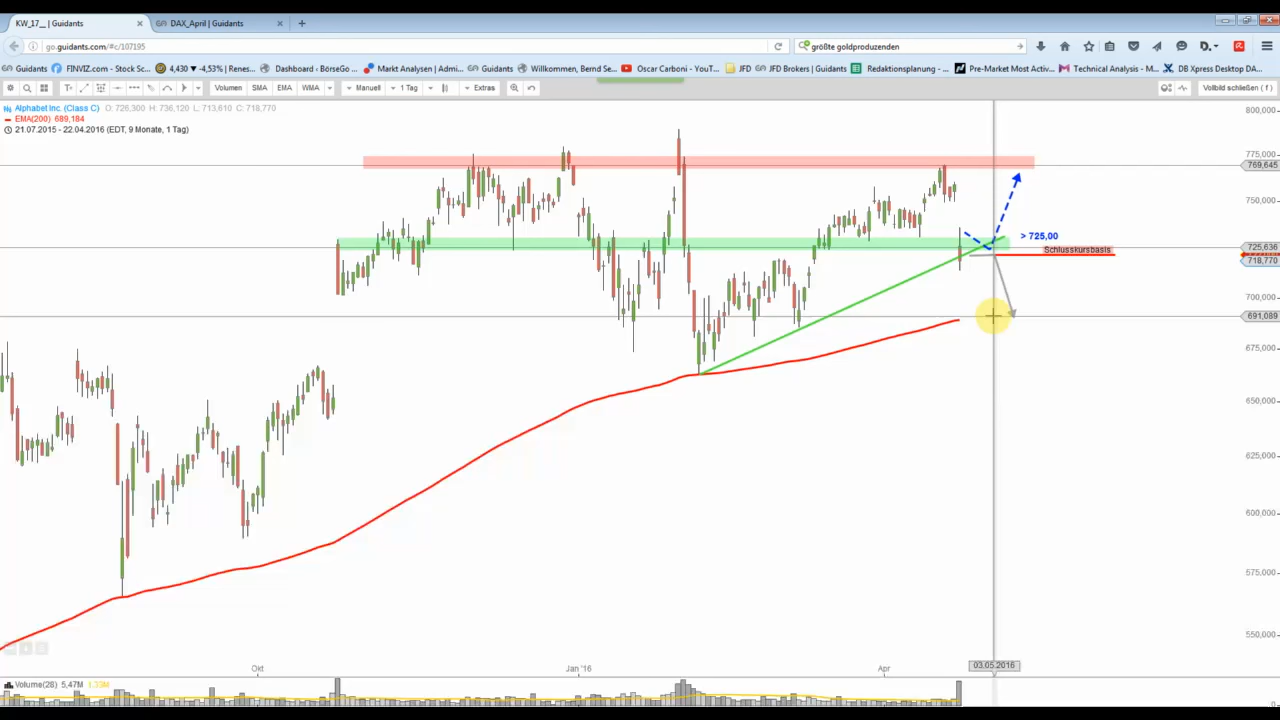 KW_17__ | Guidants
DAX_April | Guidants
go.guidants.com/#c/107195
größte goldproduzenden
Guidants
FINVIZ.com - Stock Sc...
4,430 ▼ -4,53% | Renes...
Dashboard - BörseGo ...
Markt Analysen | Admi...
Guidants
Willkommen, Bernd Se...
Oscar Carboni - YouT...
JFD
JFD Brokers | Guidants
Redaktionsplanung - ...
Pre-Market Most Activ...
Technical Analysis - M...
DB Xpress Desktop DA...
Volumen SMA EMA WMA Manuell 1 Tag Extras Vollbild schließen ( f )
Alphabet Inc. (Class C) O: 726,300 H: 736,120 L: 713,610 C: 718,770
EMA(200) 689,184
21.07.2015 - 22.04.2016 (EDT, 9 Monate, 1 Tag)
800,000
775,000
769,645
750,000
> 725,00
725,636
Schlusskursbasis
718,770
700,000
691,089
675,000
650,000
625,000
600,000
575,000
550,000
Okt Jan '16 Apr 03.05.2016
Volume(28) 5,47M